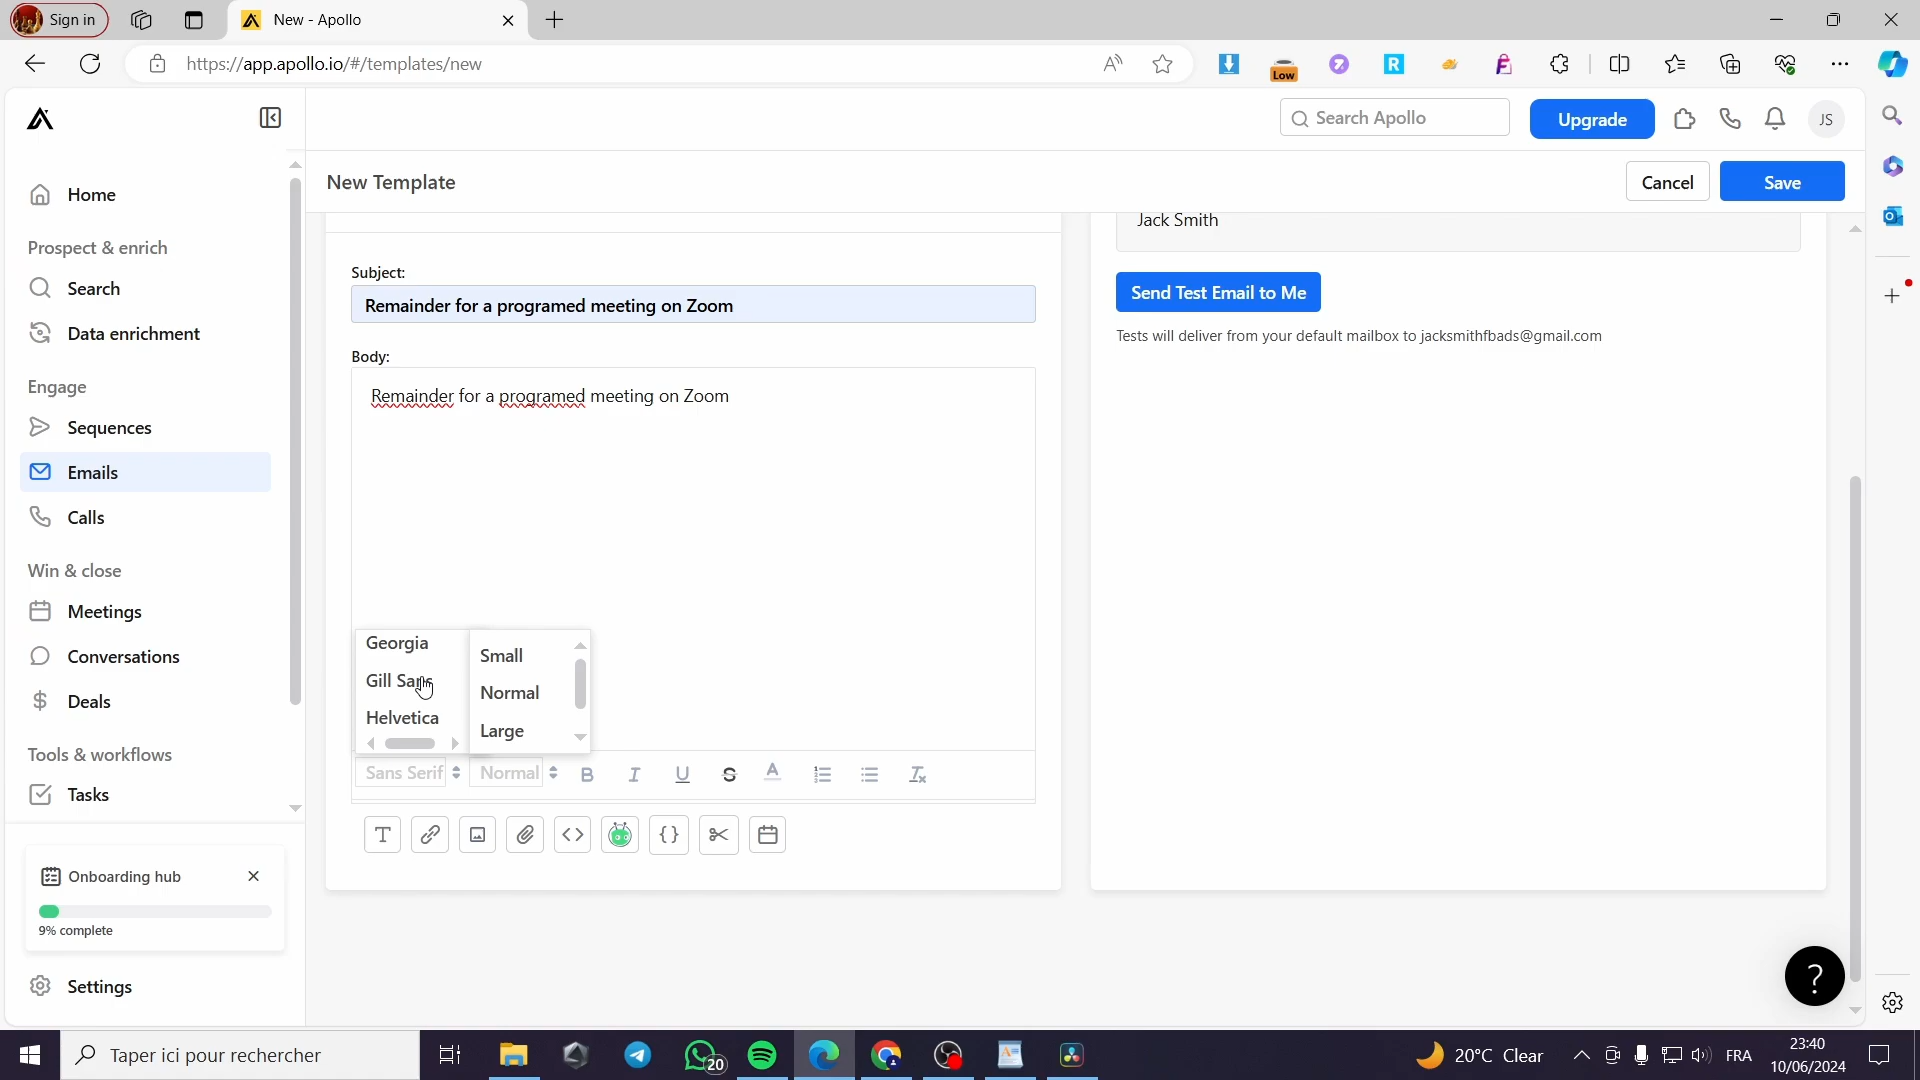 Sign in
New - Apollo
https://app.apollo.io/#/templates/new
Low
Search Apollo
Upgrade
JS
New Template
Cancel
Save
Home
Prospect & enrich
Search
Data enrichment
Engage
Sequences
Emails
Calls
Win & close
Meetings
Conversations
Deals
Tools & workflows
Tasks
Onboarding hub
9% complete
Settings
Subject:
Remainder for a programed meeting on Zoom
Body:
Remainder for a programed meeting on Zoom
Georgia
Gill Sans
Helvetica
Small
Normal
Large
Sans Serif
Normal
Jack Smith
Send Test Email to Me
Tests will deliver from your default mailbox to jacksmithfbads@gmail.com
?
Taper ici pour rechercher
20
20°C Clear
FRA
23:40
10/06/2024